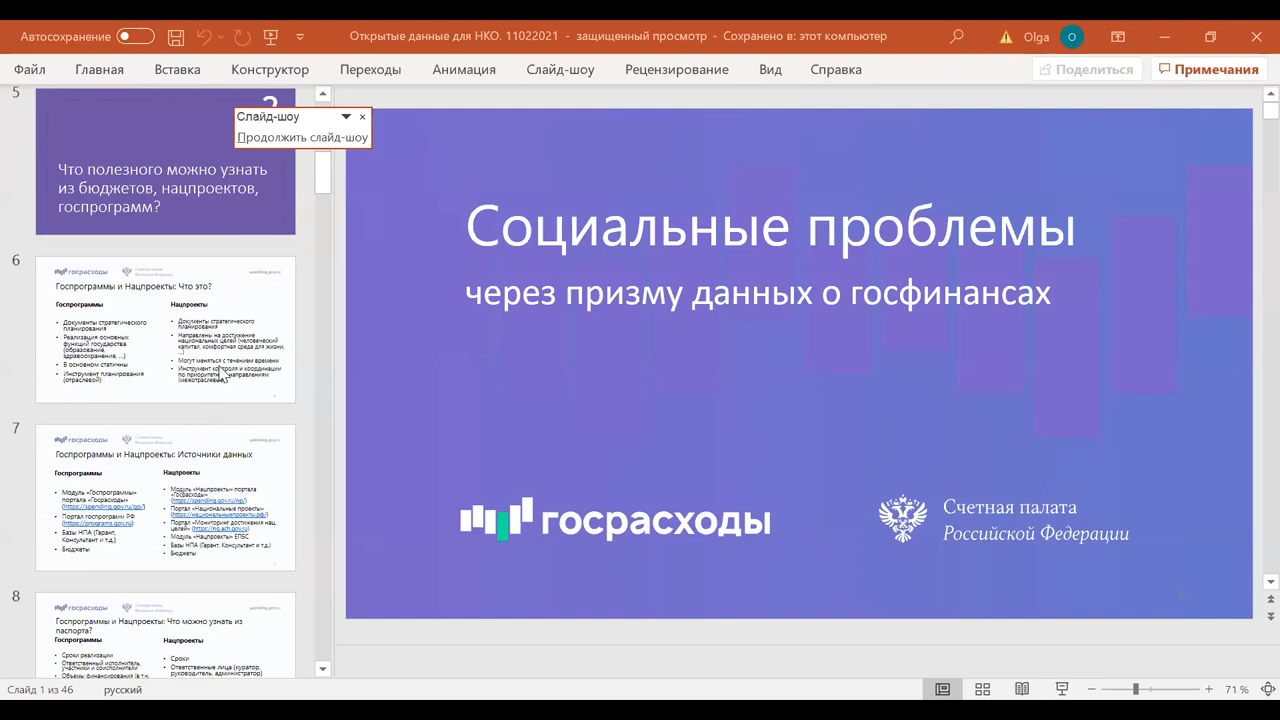 Автосохранение
Открытые данные для НКО. 11022021 - защищенный просмотр - Сохранено в: этот компьютер
Olga
O
Файл Главная Вставка Конструктор Переходы Анимация Слайд-шоу Рецензирование Вид Справка
Поделиться
Примечания
Слайд-шоу
Продолжить слайд-шоу
5
Что полезного можно узнать
из бюджетов, нацпроектов,
госпрограмм?
6
госрасходы
Госпрограммы и Нацпроекты: Что это?
Госпрограммы
Документы стратегического
планирования
Реализация основных
функций государства
(образование,
здравоохранение, ...)
В основном статичны
Инструмент планирования
(отраслевой)
Нацпроекты
Документы стратегического
планирования
Направлены на достижение
национальных целей (человеческий
капитал, комфортная среда для жизни,
...)
Могут меняться с течением времени
Инструмент контроля и координации
по приоритетным направлениям
7
госрасходы
Госпрограммы и Нацпроекты: Источники данных
Госпрограммы
Модуль «Госпрограммы»
портала «Госрасходы»
(https://spending.gov.ru/gp/)
Портал госпрограмм РФ
(https://programs.gov.ru)
Базы НПА (Гарант,
Консультант и т.д.)
Бюджеты
Нацпроекты
Модуль «Нацпроекты» портала
«Госрасходы»
(https://spending.gov.ru/np/)
Портал «Национальные проекты»
(https://национальныепроекты.рф/)
Портал «Мониторинг достижения нац.
целей» (https://ng.ach.gov.ru)
Модуль «Нацпроекты» ЕПБС
Базы НПА (Гарант, Консультант и т.д.)
Бюджеты
8
госрасходы
Госпрограммы и Нацпроекты: Что можно узнать из
паспорта?
Госпрограммы
Сроки реализации
Ответственный исполнитель,
участники и соисполнители
Объемы финансирования (в т.ч.
Нацпроекты
Сроки
Ответственные лица (куратор,
руководитель, администратор)
Социальные проблемы
через призму данных о госфинансах
госрасходы
Счетная палата
Российской Федерации
Слайд 1 из 46
русский
71 %